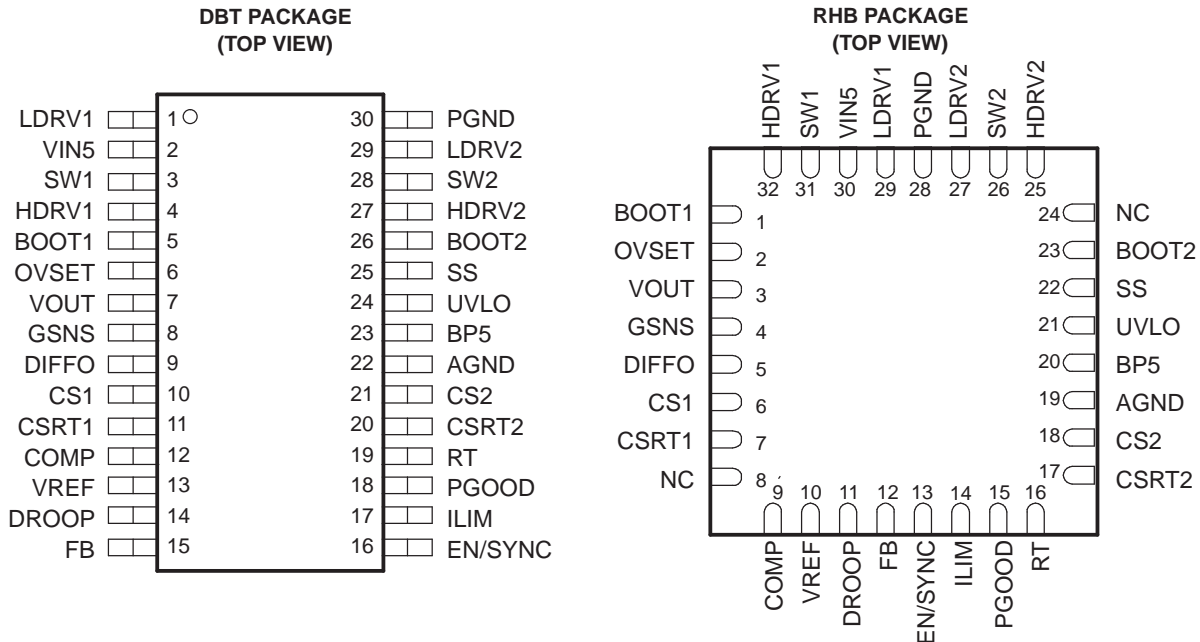 DBT PACKAGE
(TOP VIEW)
LDRV1 1 30 PGND
VIN5 2 29 LDRV2
SW1 3 28 SW2
HDRV1 4 27 HDRV2
BOOT1 5 26 BOOT2
OVSET 6 25 SS
VOUT 7 24 UVLO
GSNS 8 23 BP5
DIFFO 9 22 AGND
CS1 10 21 CS2
CSRT1 11 20 CSRT2
COMP 12 19 RT
VREF 13 18 PGOOD
DROOP 14 17 ILIM
FB 15 16 EN/SYNC
RHB PACKAGE
(TOP VIEW)
HDRV1 SW1 VIN5 LDRV1 PGND LDRV2 SW2 HDRV2
32 31 30 29 28 27 26 25
BOOT1 1 24 NC
OVSET 2 23 BOOT2
VOUT 3 22 SS
GSNS 4 21 UVLO
DIFFO 5 20 BP5
CS1 6 19 AGND
CSRT1 7 18 CS2
NC 8 17 CSRT2
9 10 11 12 13 14 15 16
COMP VREF DROOP FB EN/SYNC ILIM PGOOD RT